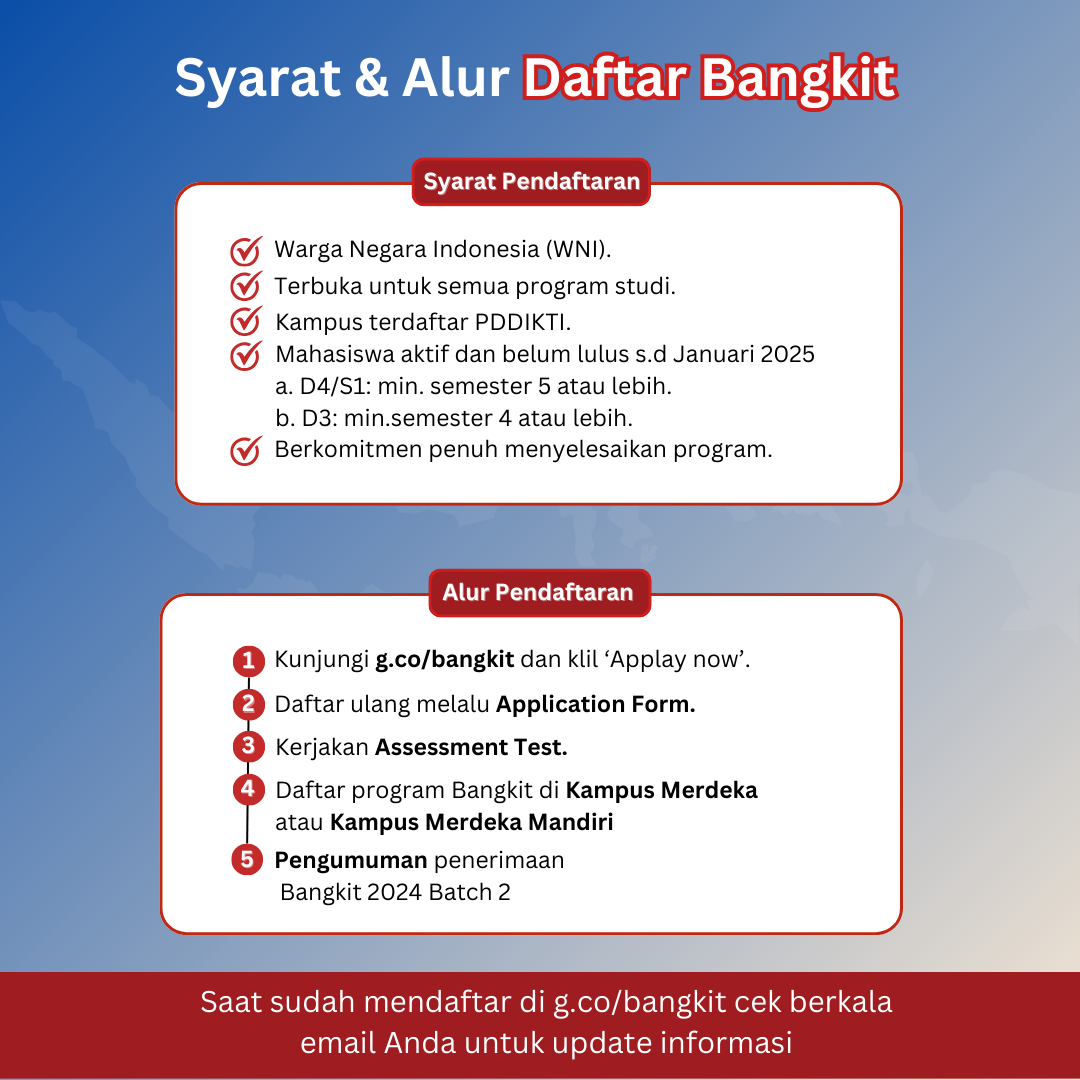 Syarat & Alur Daftar Bangkit
Syarat Pendaftaran
Warga Negara Indonesia (WNI).
Terbuka untuk semua program studi.
Kampus terdaftar PDDIKTI.
Mahasiswa aktif dan belum lulus s.d Januari 2025
a. D4/S1: min. semester 5 atau lebih.
b. D3: min.semester 4 atau lebih.
Berkomitmen penuh menyelesaikan program.
Alur Pendaftaran
1 Kunjungi g.co/bangkit dan klil ‘Applay now’.
2 Daftar ulang melalu Application Form.
3 Kerjakan Assessment Test.
4 Daftar program Bangkit di Kampus Merdeka
atau Kampus Merdeka Mandiri
5 Pengumuman penerimaan
Bangkit 2024 Batch 2
Saat sudah mendaftar di g.co/bangkit cek berkala
email Anda untuk update informasi